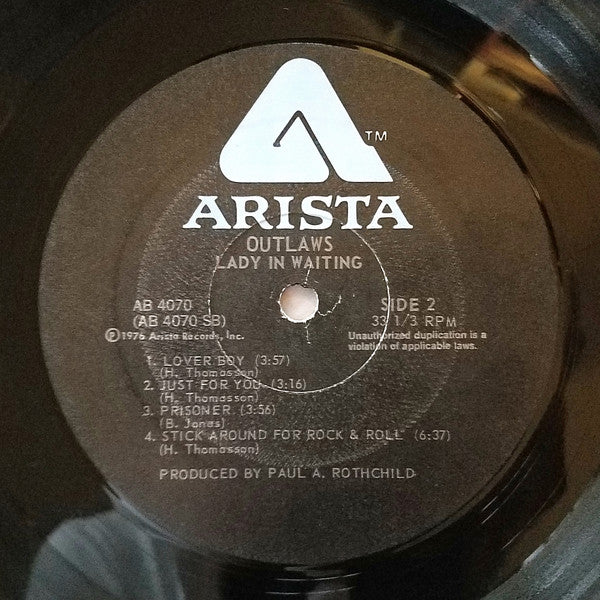 TM
ARISTA
OUTLAWS
LADY IN WAITING
AB 4070
(AB 4070 SB)
Ⓟ1976 Arista Records, Inc.
SIDE 2
33 1/3 RPM
Unauthorized duplication is a
violation of applicable laws.
1. LOVER BOY (3:57)
(H. Thomasson)
2. JUST FOR YOU (3:16)
(H. Thomasson)
3. PRISONER (3:56)
(B. Jones)
4. STICK AROUND FOR ROCK & ROLL (6:37)
(H. Thomasson)
PRODUCED BY PAUL A. ROTHCHILD